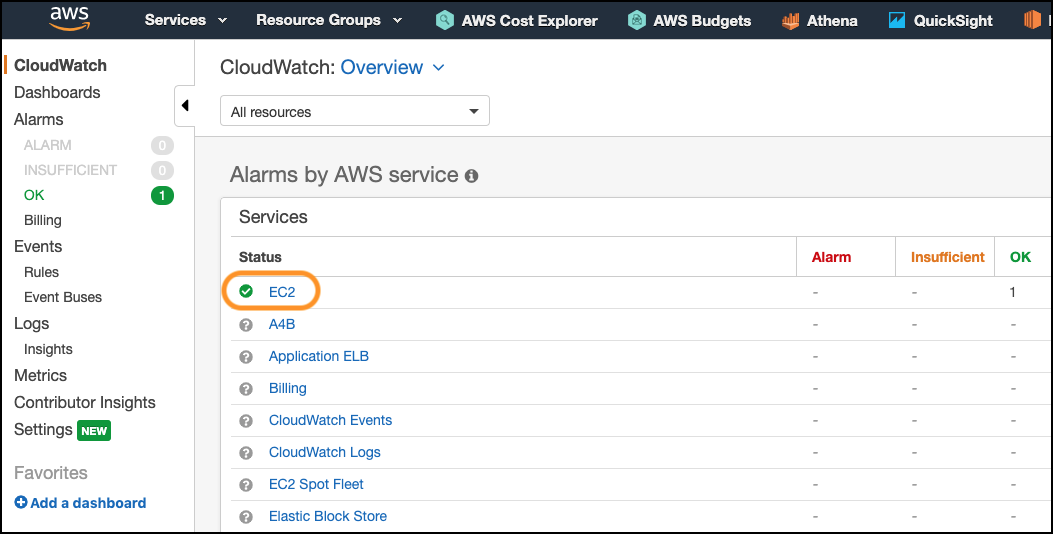 aws Services Resource Groups AWS Cost Explorer AWS Budgets Athena QuickSight
CloudWatch
Dashboards
Alarms
ALARM 0
INSUFFICIENT 0
OK 1
Billing
Events
Rules
Event Buses
Logs
Insights
Metrics
Contributor Insights
Settings NEW
Favorites
Add a dashboard
CloudWatch: Overview
All resources
Alarms by AWS service
Services
Status Alarm Insufficient OK
EC2 - - 1
A4B - - -
Application ELB - - -
Billing - - -
CloudWatch Events - - -
CloudWatch Logs - - -
EC2 Spot Fleet - - -
Elastic Block Store - - -